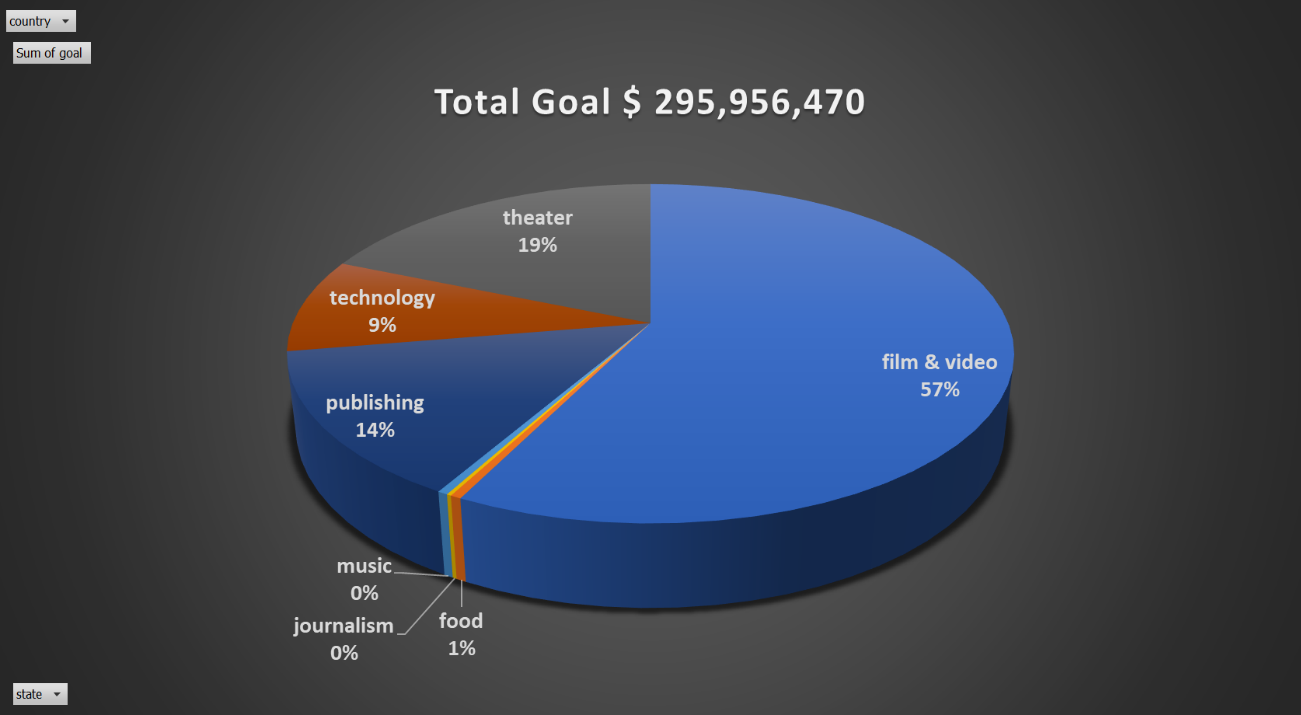 country
Sum of goal
Total Goal $ 295,956,470
theater
19%
technology
9%
film & video
57%
publishing
14%
music
0%
journalism
0%
food
1%
state